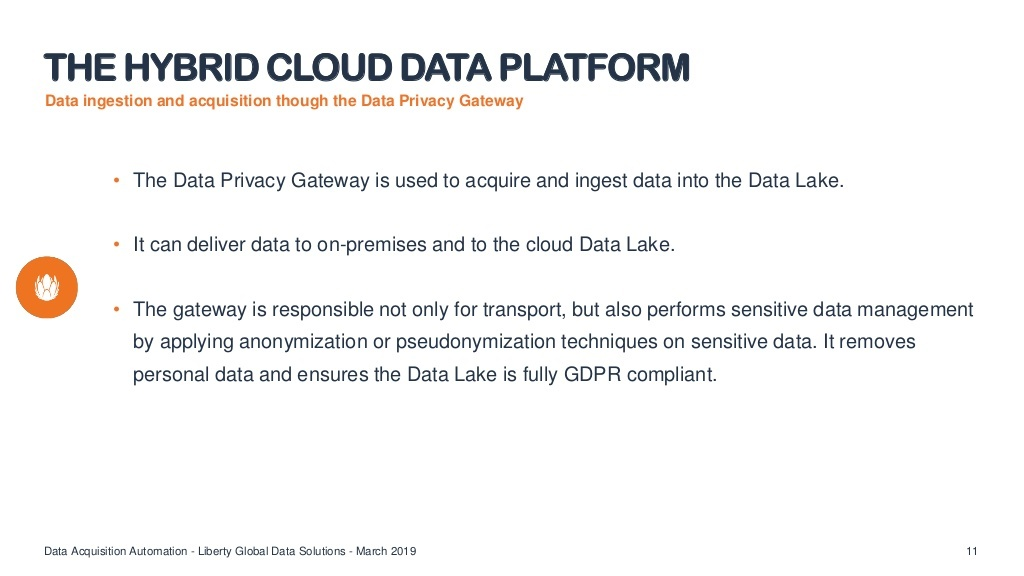 THE HYBRID CLOUD DATA PLATFORM
Data ingestion and acquisition though the Data Privacy Gateway
• The Data Privacy Gateway is used to acquire and ingest data into the Data Lake.
• It can deliver data to on-premises and to the cloud Data Lake.
• The gateway is responsible not only for transport, but also performs sensitive data management
by applying anonymization or pseudonymization techniques on sensitive data. It removes
personal data and ensures the Data Lake is fully GDPR compliant.
Data Acquisition Automation - Liberty Global Data Solutions - March 2019
11